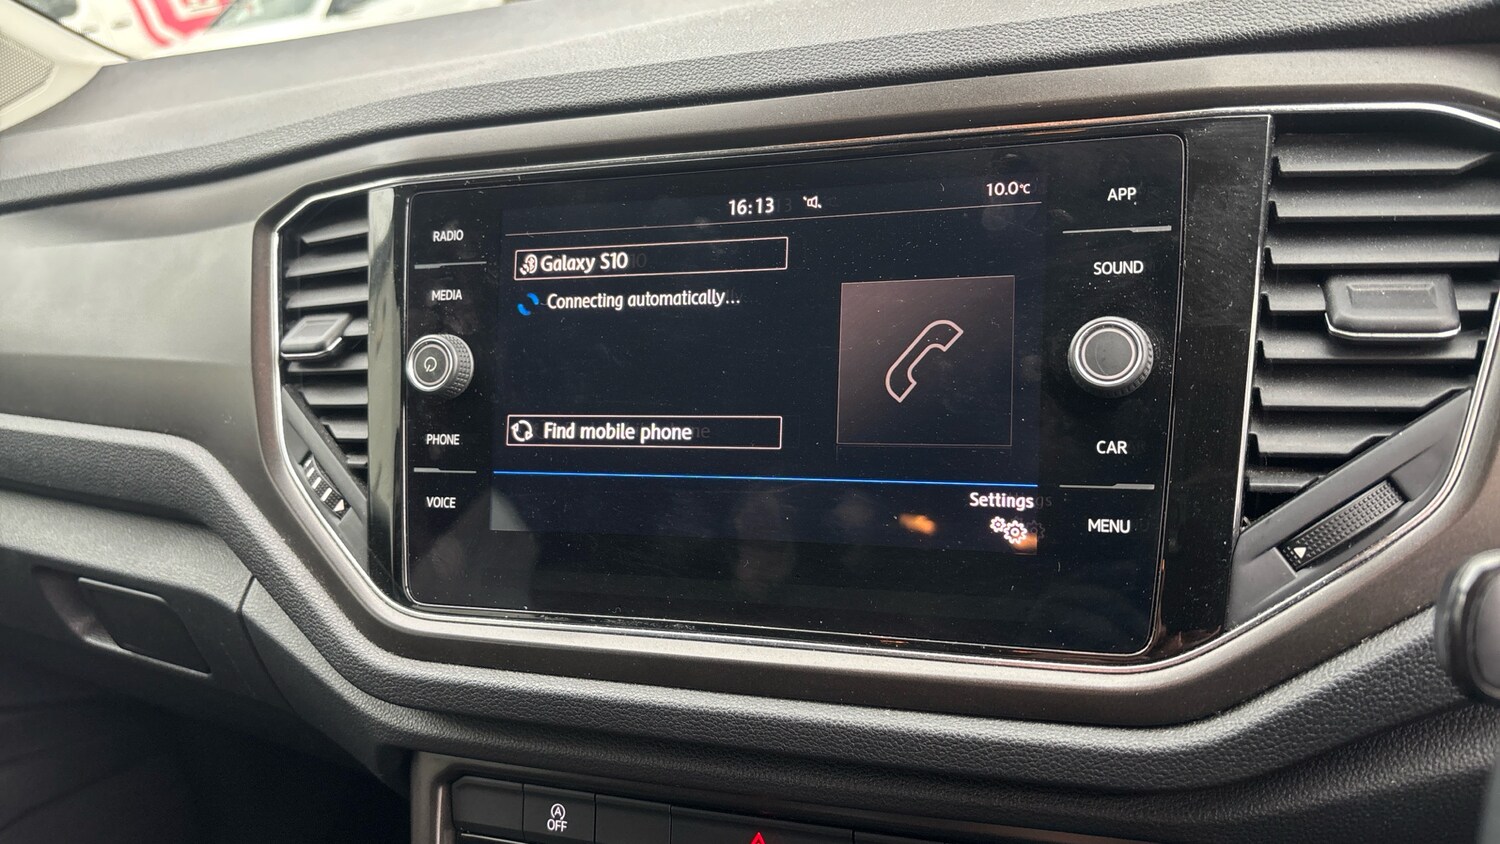 16:13
10.0°C
RADIO
MEDIA
PHONE
VOICE
Galaxy S10
Connecting automatically...
Find mobile phone
Settings
APP
SOUND
CAR
MENU
A
OFF